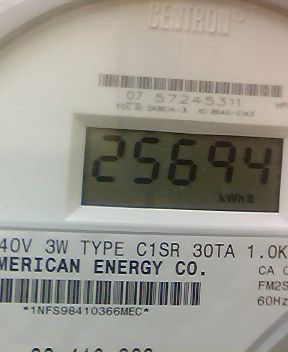 CENTRON®
07 57245311
25694
kWh
40V 3W TYPE C1SR 30TA 1.0K
MERICAN ENERGY CO.
CA
FM2S
60Hz
*1NFS98410366MEC*